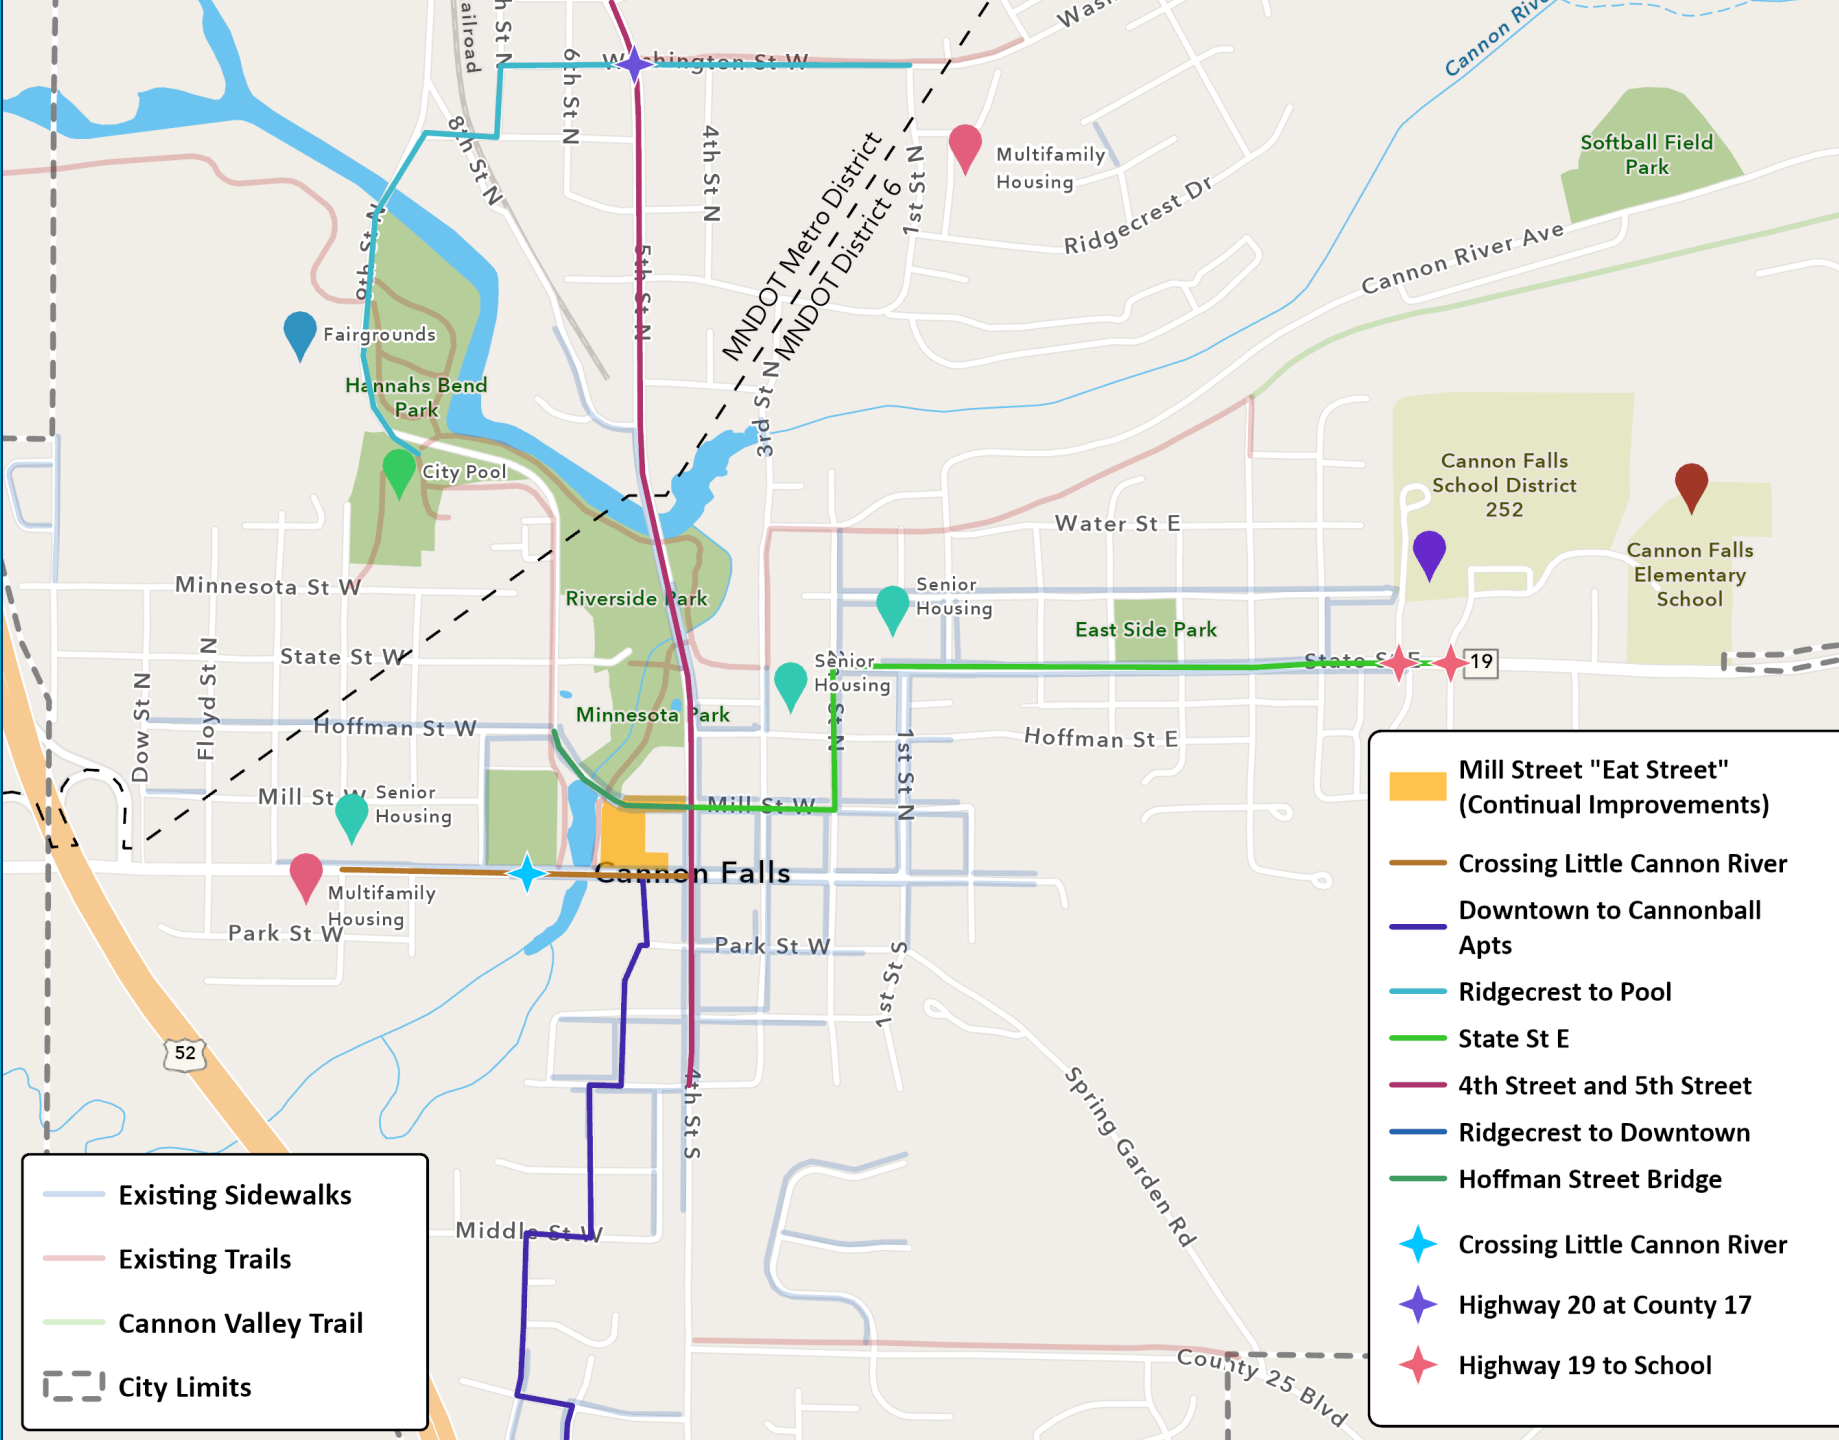 ailroad
h St N
6th St N
Washington St W
Wash
Cannon Rive
8th St N
4th St N
1st St N
Multifamily
Housing
Softball Field
Park
Ridgecrest Dr
Cannon River Ave
9th St N
5th St N
MNDOT Metro District
MNDOT District 6
Fairgrounds
Hannahs Bend
Park
3rd St N
City Pool
Cannon Falls
School District
252
Water St E
Cannon Falls
Elementary
School
Minnesota St W
Riverside Park
Senior
Housing
East Side Park
State St W
Senior
Housing
State St E
19
Dow St N
Floyd St N
Hoffman St W
Minnesota Park
St N
1st St N
Hoffman St E
Mill St W
Senior
Housing
Mill St W
Cannon Falls
Multifamily
Housing
Park St W
Park St W
1st St S
52
4th St S
Spring Garden Rd
Middle St W
County 25 Blvd
Existing Sidewalks
Existing Trails
Cannon Valley Trail
City Limits
Mill Street "Eat Street"
(Continual Improvements)
Crossing Little Cannon River
Downtown to Cannonball
Apts
Ridgecrest to Pool
State St E
4th Street and 5th Street
Ridgecrest to Downtown
Hoffman Street Bridge
Crossing Little Cannon River
Highway 20 at County 17
Highway 19 to School